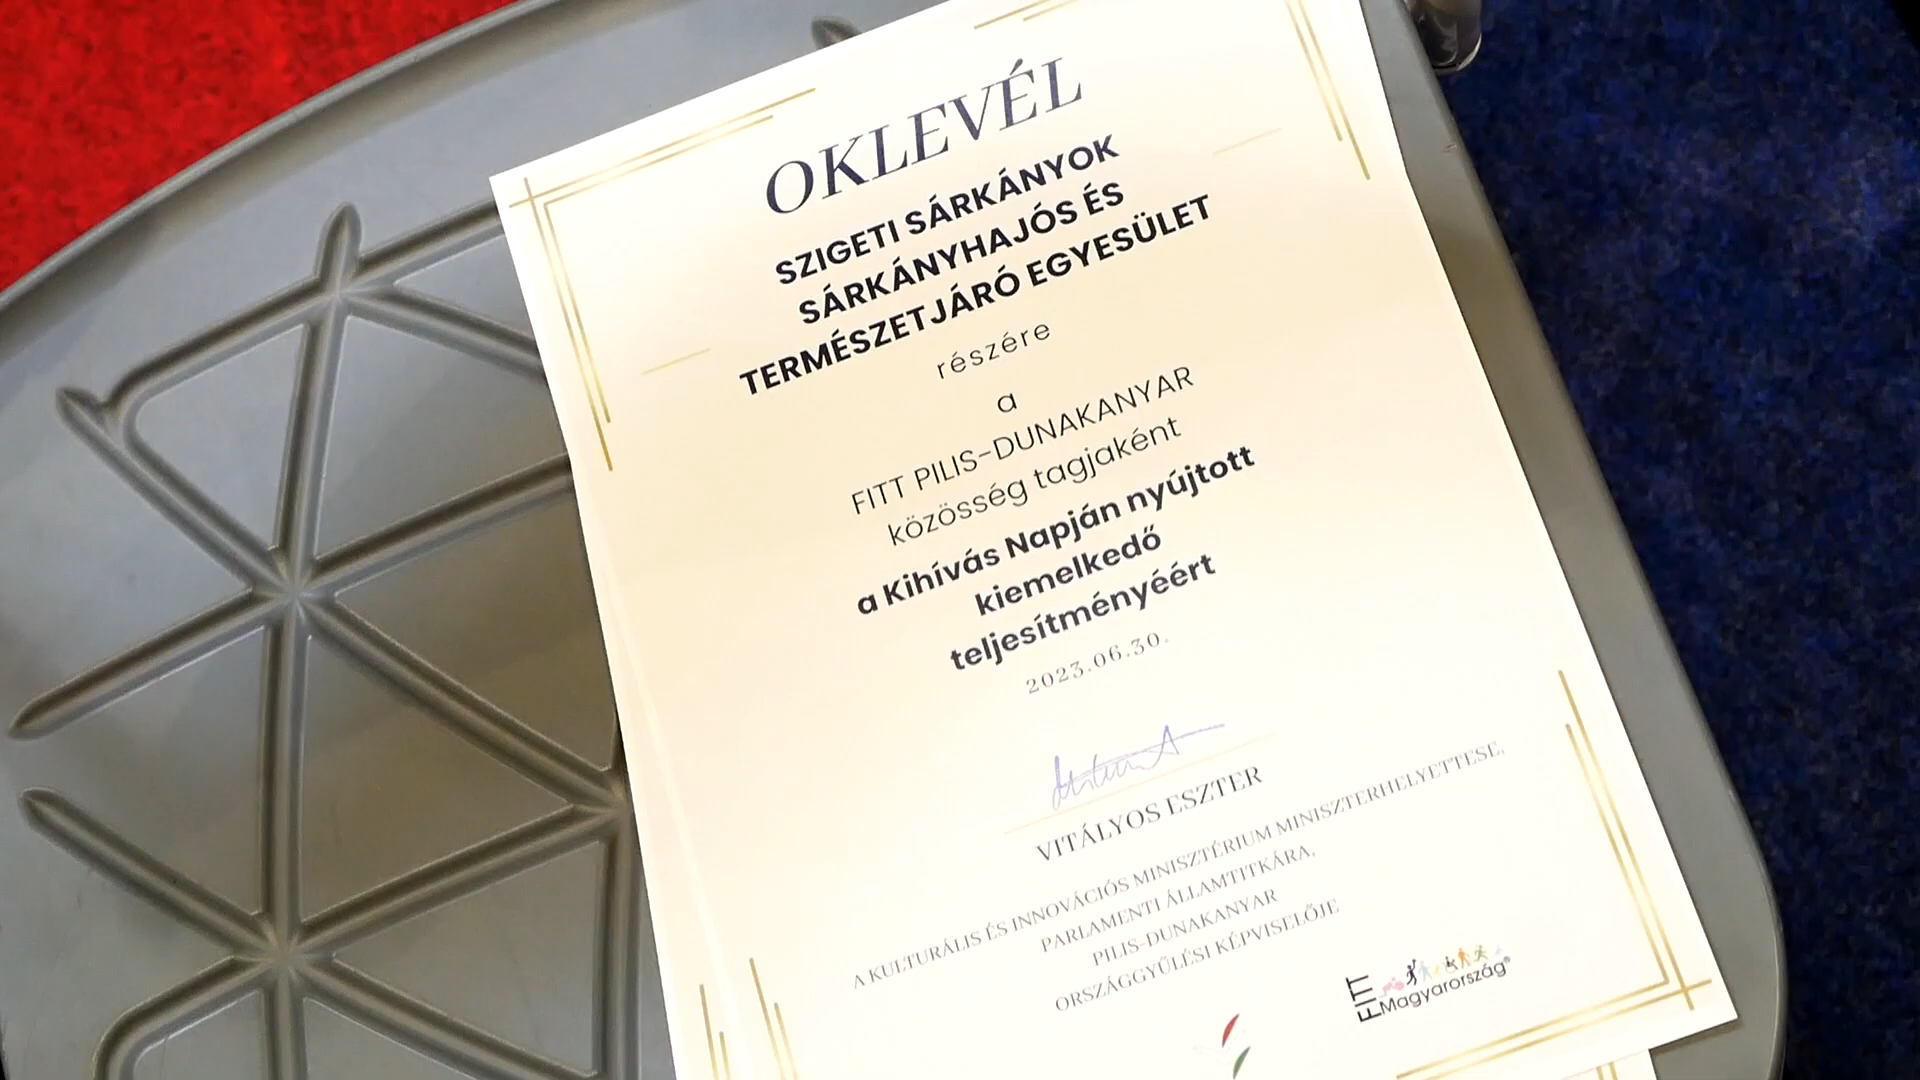 OKLEVÉL
SZIGETI SÁRKÁNYOK
SÁRKÁNYHAJÓS ÉS
TERMÉSZETJÁRÓ EGYESÜLET
részére
a
FITT PILIS-DUNAKANYAR
közösség tagjaként
a Kihívás Napján nyújtott
kiemelkedő
teljesítményéért
2023.06.30.
VITÁLYOS ESZTER
A KULTURÁLIS ÉS INNOVÁCIÓS MINISZTÉRIUM MINISZTERHELYETTESE,
PARLAMENTI ÁLLAMTITKÁRA,
PILIS-DUNAKANYAR
ORSZÁGGYŰLÉSI KÉPVISELŐJE
FITT
Magyarország®